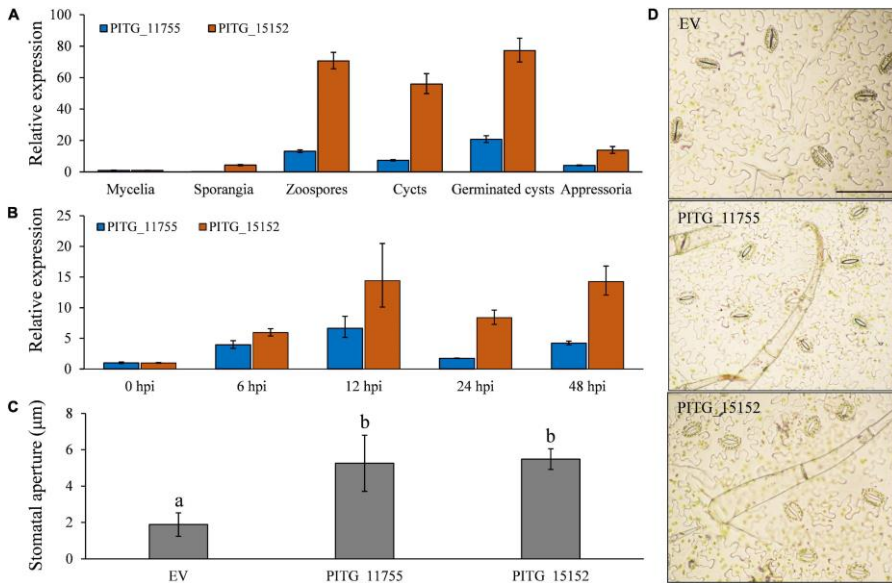 A
PITG_11755 PITG_15152
Relative expression
100
80
60
40
20
0
Mycelia Sporangia Zoospores Cycts Germinated cysts Appressoria
B
PITG_11755 PITG_15152
Relative expression
25
20
15
10
5
0
0 hpi 6 hpi 12 hpi 24 hpi 48 hpi
C
Stomatal aperture (μm)
8
6
4
2
0
a b b
EV PITG_11755 PITG_15152
D
EV
PITG_11755
PITG_15152